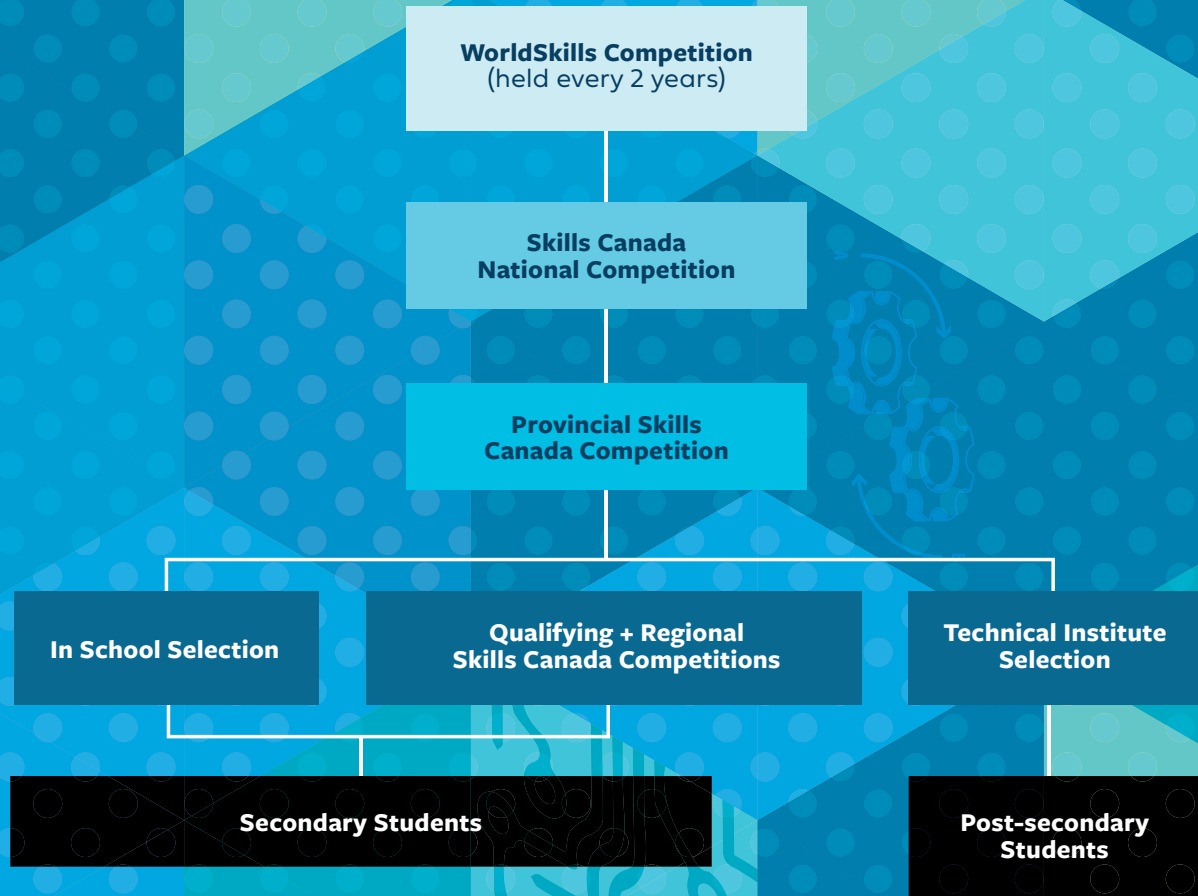 WorldSkills Competition
(held every 2 years)
Skills Canada
National Competition
Provincial Skills
Canada Competition
In School Selection
Qualifying + Regional
Skills Canada Competitions
Technical Institute
Selection
Secondary Students
Post-secondary
Students